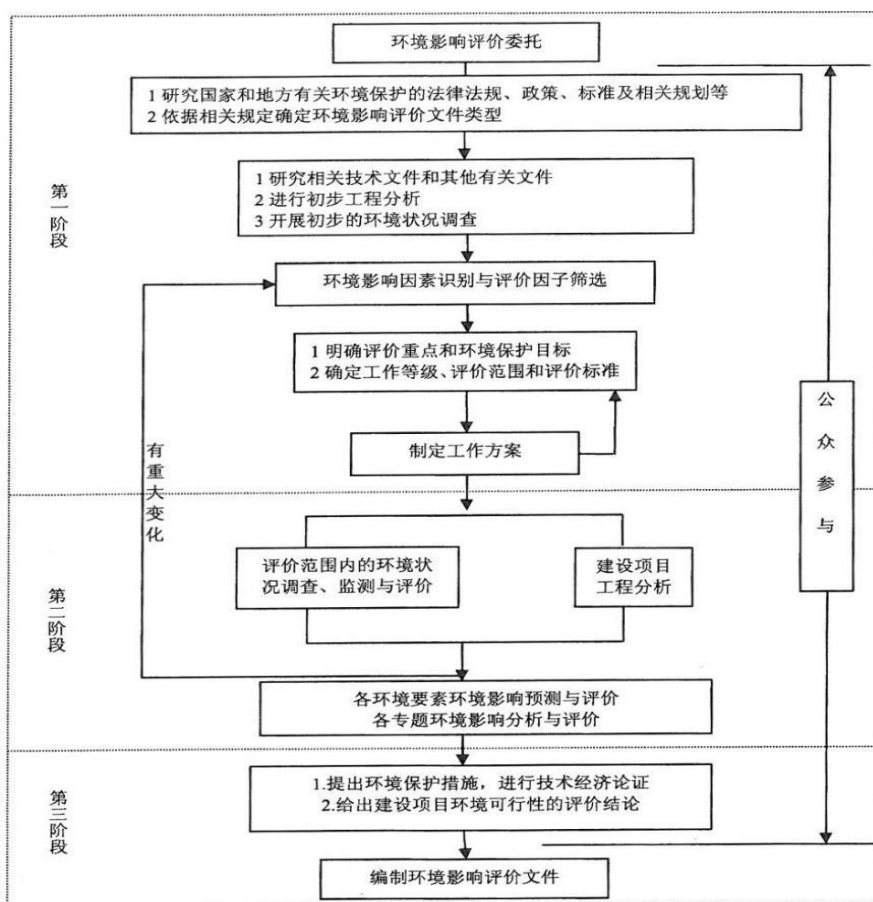 环境影响评价委托
1 研究国家和地方有关环境保护的法律法规、政策、标准及相关规划等
2 依据相关规定确定环境影响评价文件类型
第一阶段
1 研究相关技术文件和其他有关文件
2 进行初步工程分析
3 开展初步的环境状况调查
环境影响因素识别与评价因子筛选
1 明确评价重点和环境保护目标
2 确定工作等级、评价范围和评价标准
制定工作方案
有重大变化
公众参与
第二阶段
评价范围内的环境状
况调查、监测与评价
建设项目
工程分析
各环境要素环境影响预测与评价
各专题环境影响分析与评价
第三阶段
1.提出环境保护措施，进行技术经济论证
2.给出建设项目环境可行性的评价结论
编制环境影响评价文件